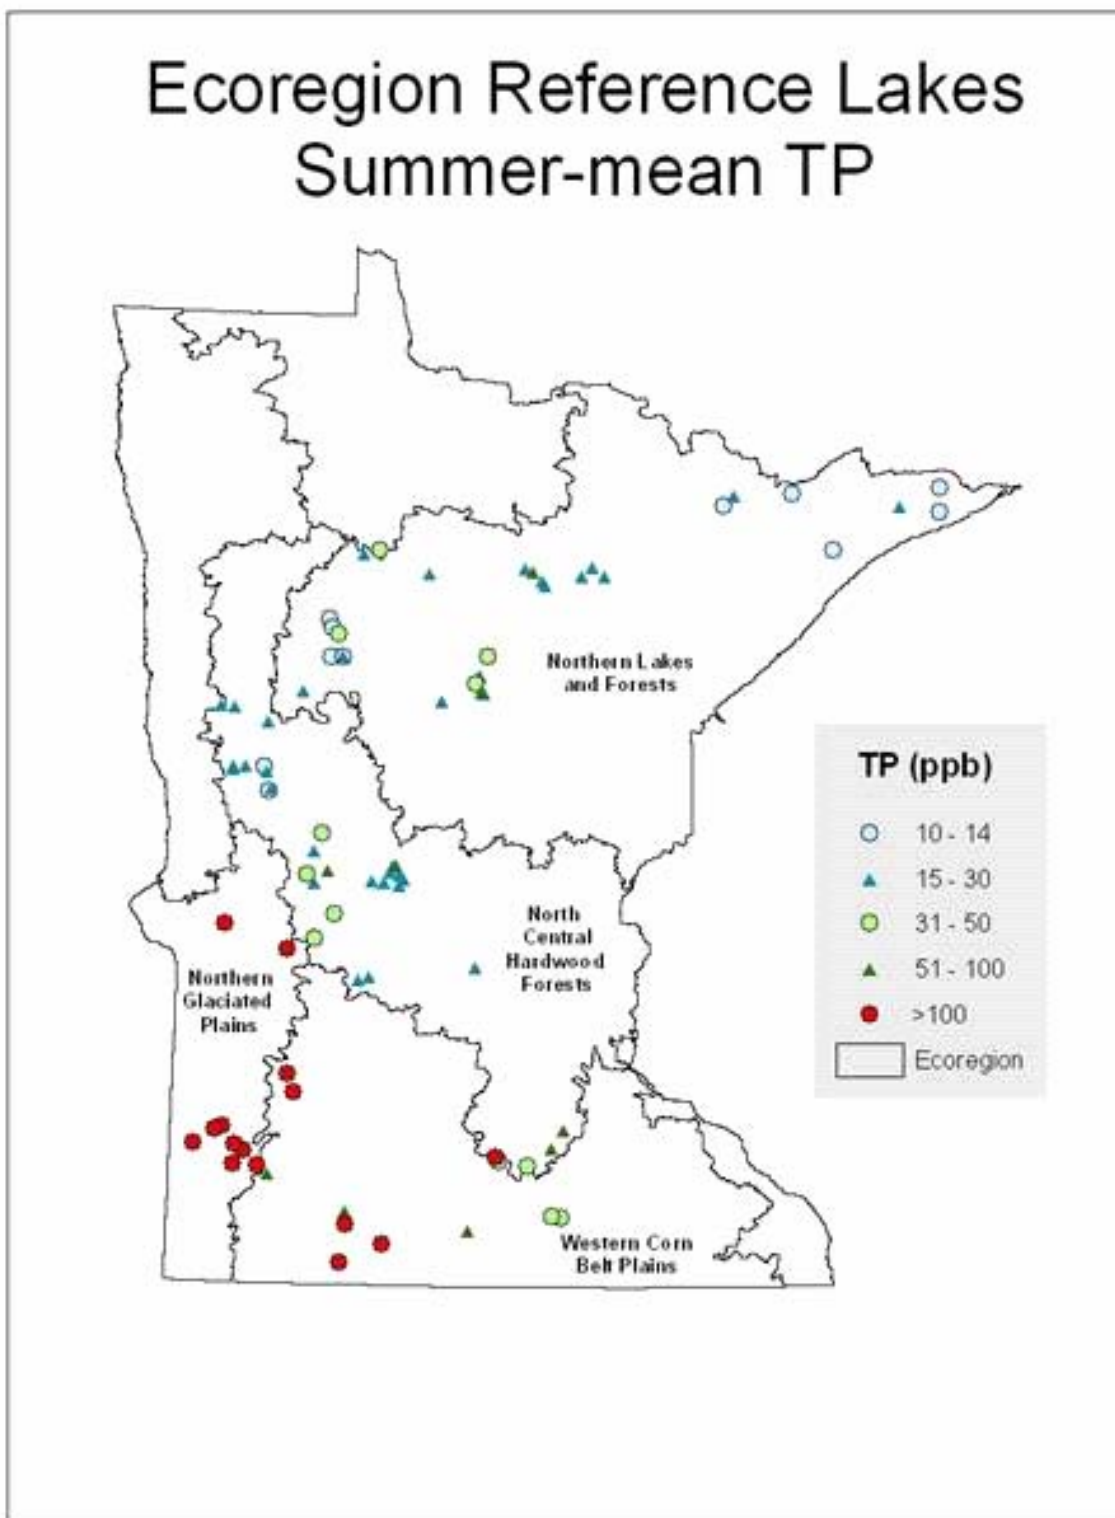 Ecoregion Reference Lakes
Summer-mean TP
Northern Lakes
and Forests
TP (ppb)
10 - 14
15 - 30
31 - 50
51 - 100
>100
Ecoregion
North
Central
Hardwood
Forests
Northern
Glaciated
Plains
Western Corn
Belt Plains